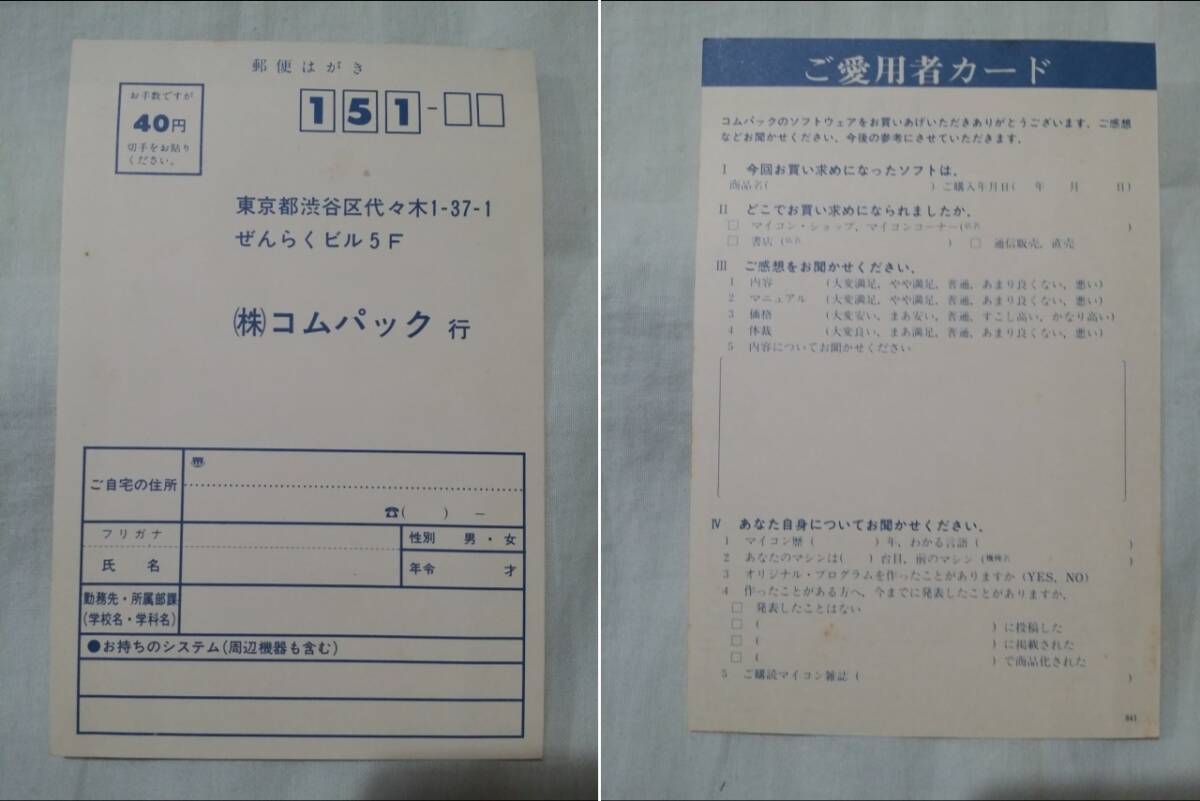 郵便はがき
お手数ですが
40円
切手をお貼り
ください。
151-□□
東京都渋谷区代々木1-37-1
ぜんらくビル5F
㈱コムパック 行
ご自宅の住所
☎( ) －
フリガナ
氏 名
性別 男・女
年令 才
勤務先・所属部課
(学校名・学科名)
●お持ちのシステム(周辺機器も含む)
ご愛用者カード
コムパックのソフトウェアをお買いあげいただきありがとうございます。ご感想
などお聞かせください。今後の参考にさせていただきます。
I 今回お買い求めになったソフトは、
商品名( ) ご購入年月日( 年 月 日)
II どこでお買い求めになられましたか。
□ マイコン・ショップ、マイコンコーナー(店名 )
□ 書店 (店名 ) □ 通信販売、直売
III ご感想をお聞かせください。
1 内容 (大変満足、やや満足、普通、あまり良くない、悪い)
2 マニュアル (大変満足、やや満足、普通、あまり良くない、悪い)
3 価格 (大変安い、まあ安い、普通、すこし高い、かなり高い)
4 体裁 (大変良い、まあ満足、普通、あまり良くない、悪い)
5 内容についてお聞かせください
IV あなた自身についてお聞かせください。
1 マイコン歴 ( ) 年、わかる言語 ( )
2 あなたのマシンは( ) 台目、前のマシン (機種名 )
3 オリジナル・プログラムを作ったことがありますか (YES, NO)
4 作ったことがある方へ、今までに発表したことがありますか。
□ 発表したことはない
□ ( ) に投稿した
□ ( ) に掲載された
□ ( ) で商品化された
5 ご購読マイコン雑誌 ( )
841